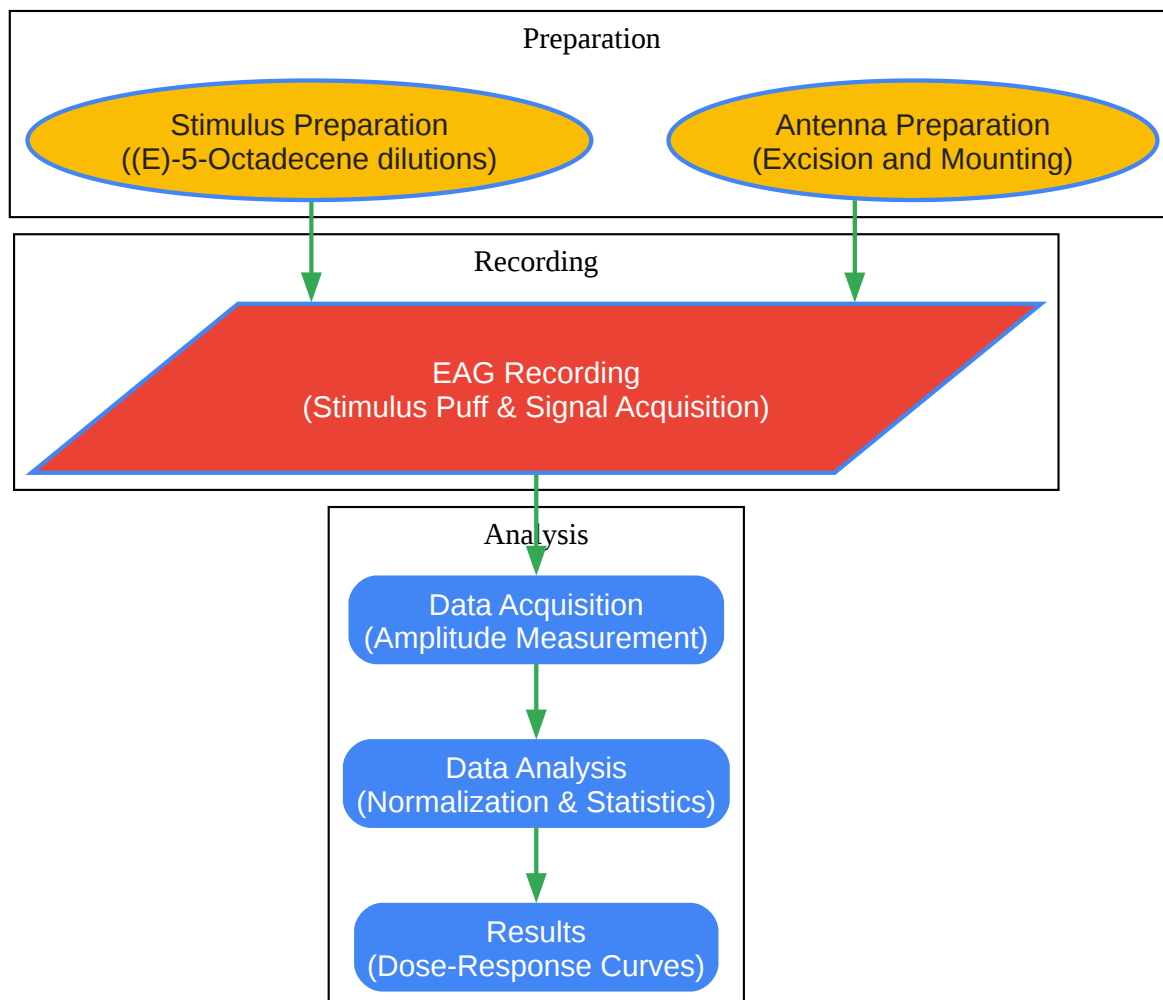 Preparation
Stimulus Preparation
((E)-5-Octadecene dilutions)
Antenna Preparation
(Excision and Mounting)
Recording
EAG Recording
(Stimulus Puff & Signal Acquisition)
Analysis
Data Acquisition
(Amplitude Measurement)
Data Analysis
(Normalization & Statistics)
Results
(Dose-Response Curves)